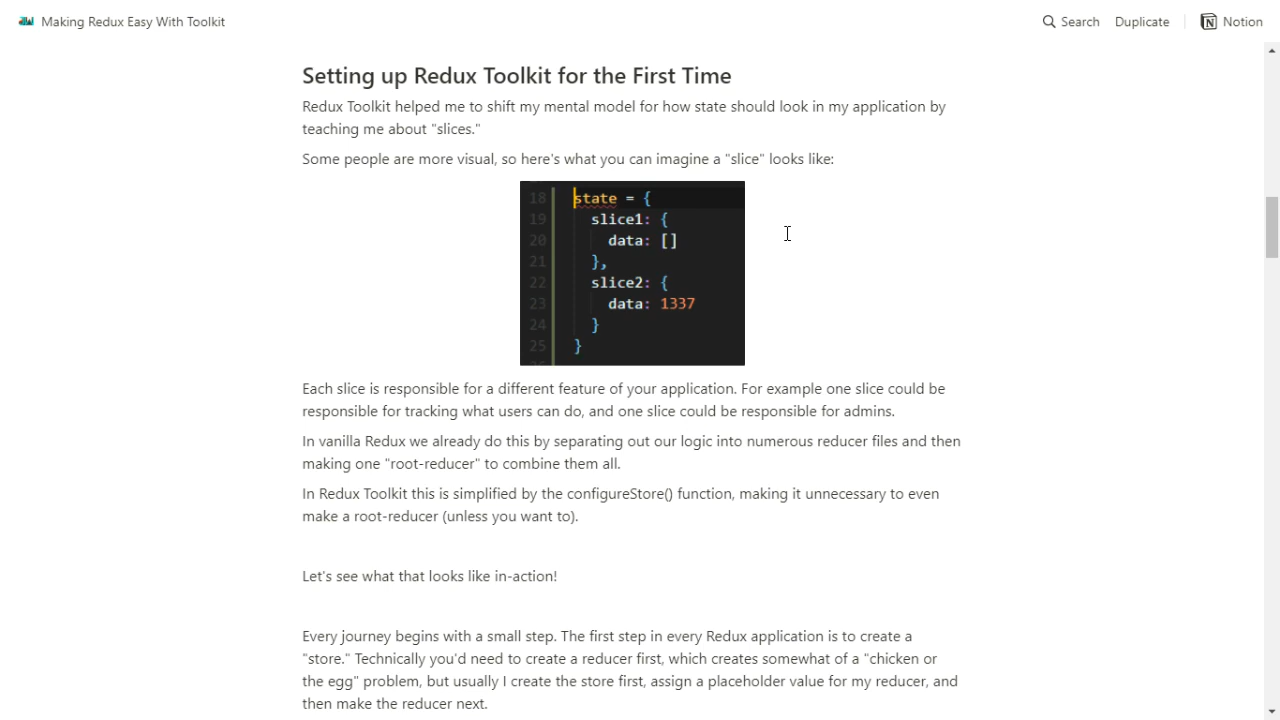 Making Redux Easy With Toolkit
Search
Duplicate
Notion
Setting up Redux Toolkit for the First Time
Redux Toolkit helped me to shift my mental model for how state should look in my application by
teaching me about "slices."
Some people are more visual, so here's what you can imagine a "slice" looks like:
18 state = {
19 slice1: {
20 data: []
21 },
22 slice2: {
23 data: 1337
24 }
25 }
Each slice is responsible for a different feature of your application. For example one slice could be
responsible for tracking what users can do, and one slice could be responsible for admins.
In vanilla Redux we already do this by separating out our logic into numerous reducer files and then
making one "root-reducer" to combine them all.
In Redux Toolkit this is simplified by the configureStore() function, making it unnecessary to even
make a root-reducer (unless you want to).
Let's see what that looks like in-action!
Every journey begins with a small step. The first step in every Redux application is to create a
"store." Technically you'd need to create a reducer first, which creates somewhat of a "chicken or
the egg" problem, but usually I create the store first, assign a placeholder value for my reducer, and
then make the reducer next.